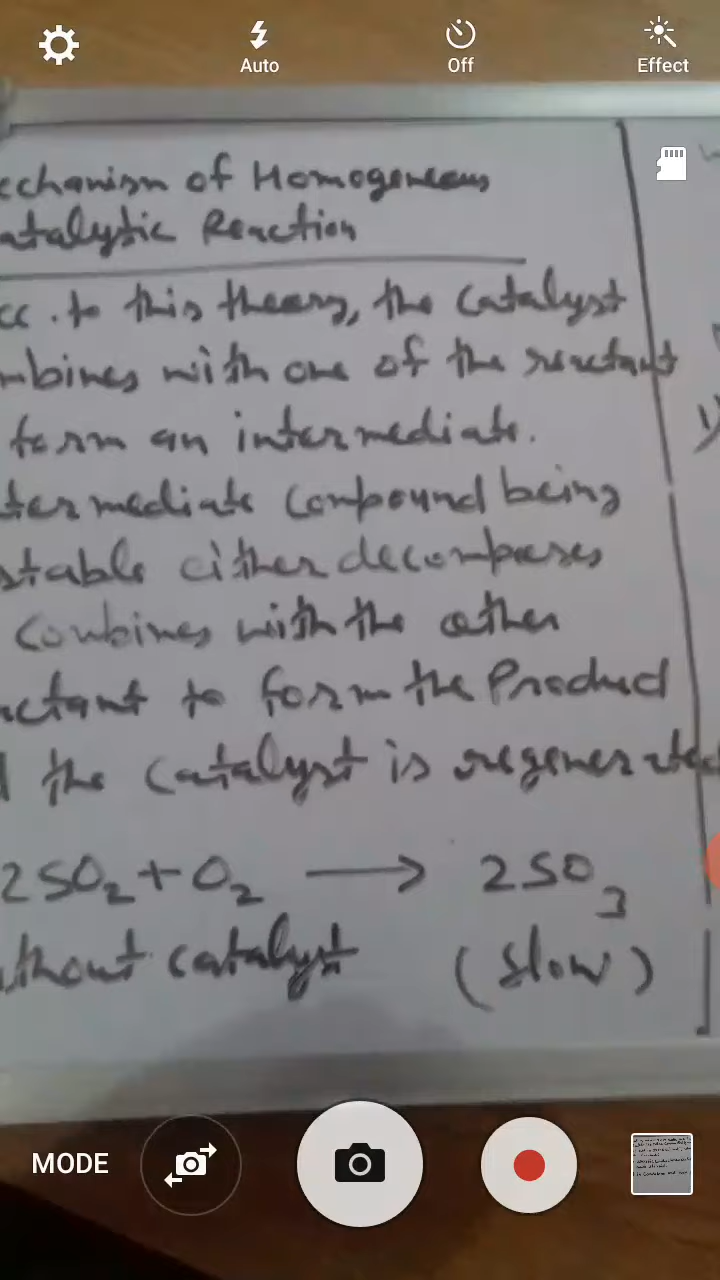 Auto
Off
Effect
echanism of Homogeneous
atalytic Reaction
cc. to this theory, the Catalyst
mbines with one of the reactant
form an intermediate.
termediate Compound being
stable either decomposes
Combines with the other
actant to form the Product
the Catalyst is regenerated
2SO₂ + O₂ ⟶ 2SO₃
ithout catalyst (Slow)
1)
MODE